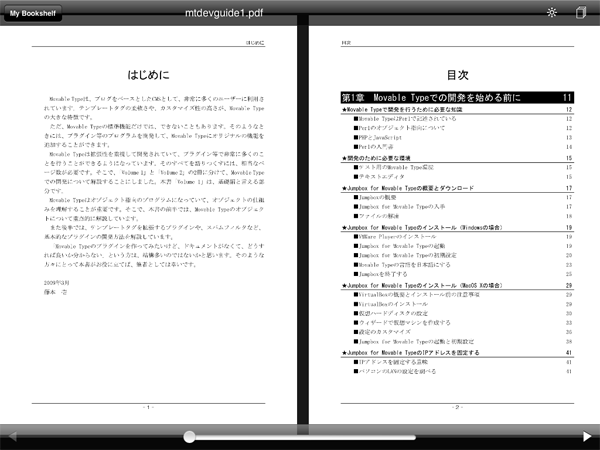 My Bookshelf
mtdevguide1.pdf
はじめに
はじめに
Movable Typeは、ブログをベースとしたCMSとして、非常に多くのユーザーに利用さ
れています。テンプレートタグの柔軟さや、カスタマイズ性の高さが、Movable Type
の大きな特徴です。
ただ、Movable Typeの標準機能だけでは、できないこともあります。そのようなと
きには、プラグイン等のプログラムを開発して、Movable Typeにオリジナルの機能を
追加することができます。
Movable Typeは拡張性を重視して開発されていて、プラグイン等で非常に多くのこ
とを行うことができるようになっています。そのすべてを語りつくすには、相当なペ
ージ数が必要です。そこで、「Volume 1」と「Volume 2」の2冊に分けて、Movable Type
での開発について解説することにしました。本書「Volume 1」は、基礎編と言える部
分です。
Movable Typeはオブジェクト指向のプログラムになっていて、オブジェクトの仕組
みを理解することが重要です。そこで、本書の前半では、Movable Typeのオブジェク
トについて重点的に解説しています。
また後半では、テンプレートタグを拡張するプラグインや、スパムフィルタなど、
基本的なプラグインの開発方法を解説しています。
「Movable Typeのプラグインを作ってみたいけど、ドキュメントがなくて、どうす
れば良いか分からない」という方は、結構多いのではないかと思います。そのような
方々にとって本書がお役に立てば、筆者としては幸いです。
2009年3月
藤本 壱
- 1 -
目次
目次
第1章 Movable Typeでの開発を始める前に 11
★Movable Typeで開発を行うために必要な知識 12
■Movable TypeはPerlで記述されている 12
■Perlのオブジェクト指向について 12
■PHPとJavaScript 13
■Perlの入門書 14
★開発のために必要な環境 15
■テスト用のMovable Type環境 15
■テキストエディタ 15
★Jumpbox for Movable Typeの概要とダウンロード 17
■Jumpboxの概要 17
■Jumpbox for Movable Typeの入手 17
■ファイルの解凍 18
★Jumpbox for Movable Typeのインストール（Windowsの場合） 19
■VMWare Playerのインストール 19
■Jumpbox for Movable Typeの起動 19
■Jumpbox for Movable Typeの初期設定 20
■Movable Typeの言語を日本語にする 23
■Jumpboxを終了する 25
★Jumpbox for Movable Typeのインストール（MacOS Xの場合） 29
■VirtualBoxの概要とインストール前の注意事項 29
■VirtualBoxのインストール 29
■仮想ハードディスクの設定 30
■ウィザードで仮想マシンを作成する 33
■設定のカスタマイズ 38
■Jumpbox for Movable Typeの起動と初期設定 39
★Jumpbox for Movable TypeのIPアドレスを固定する 41
■IPアドレスを固定する意味 41
■パソコンのLANの設定を調べる 41
- 2 -